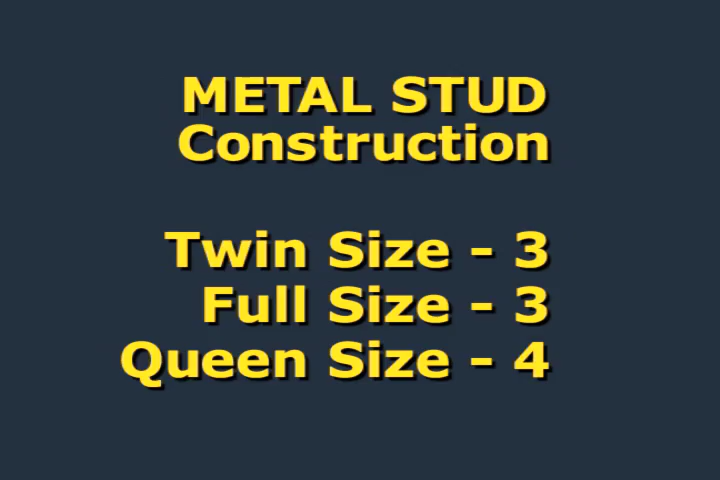 METAL STUD
Construction
Twin Size - 3
Full Size - 3
Queen Size - 4